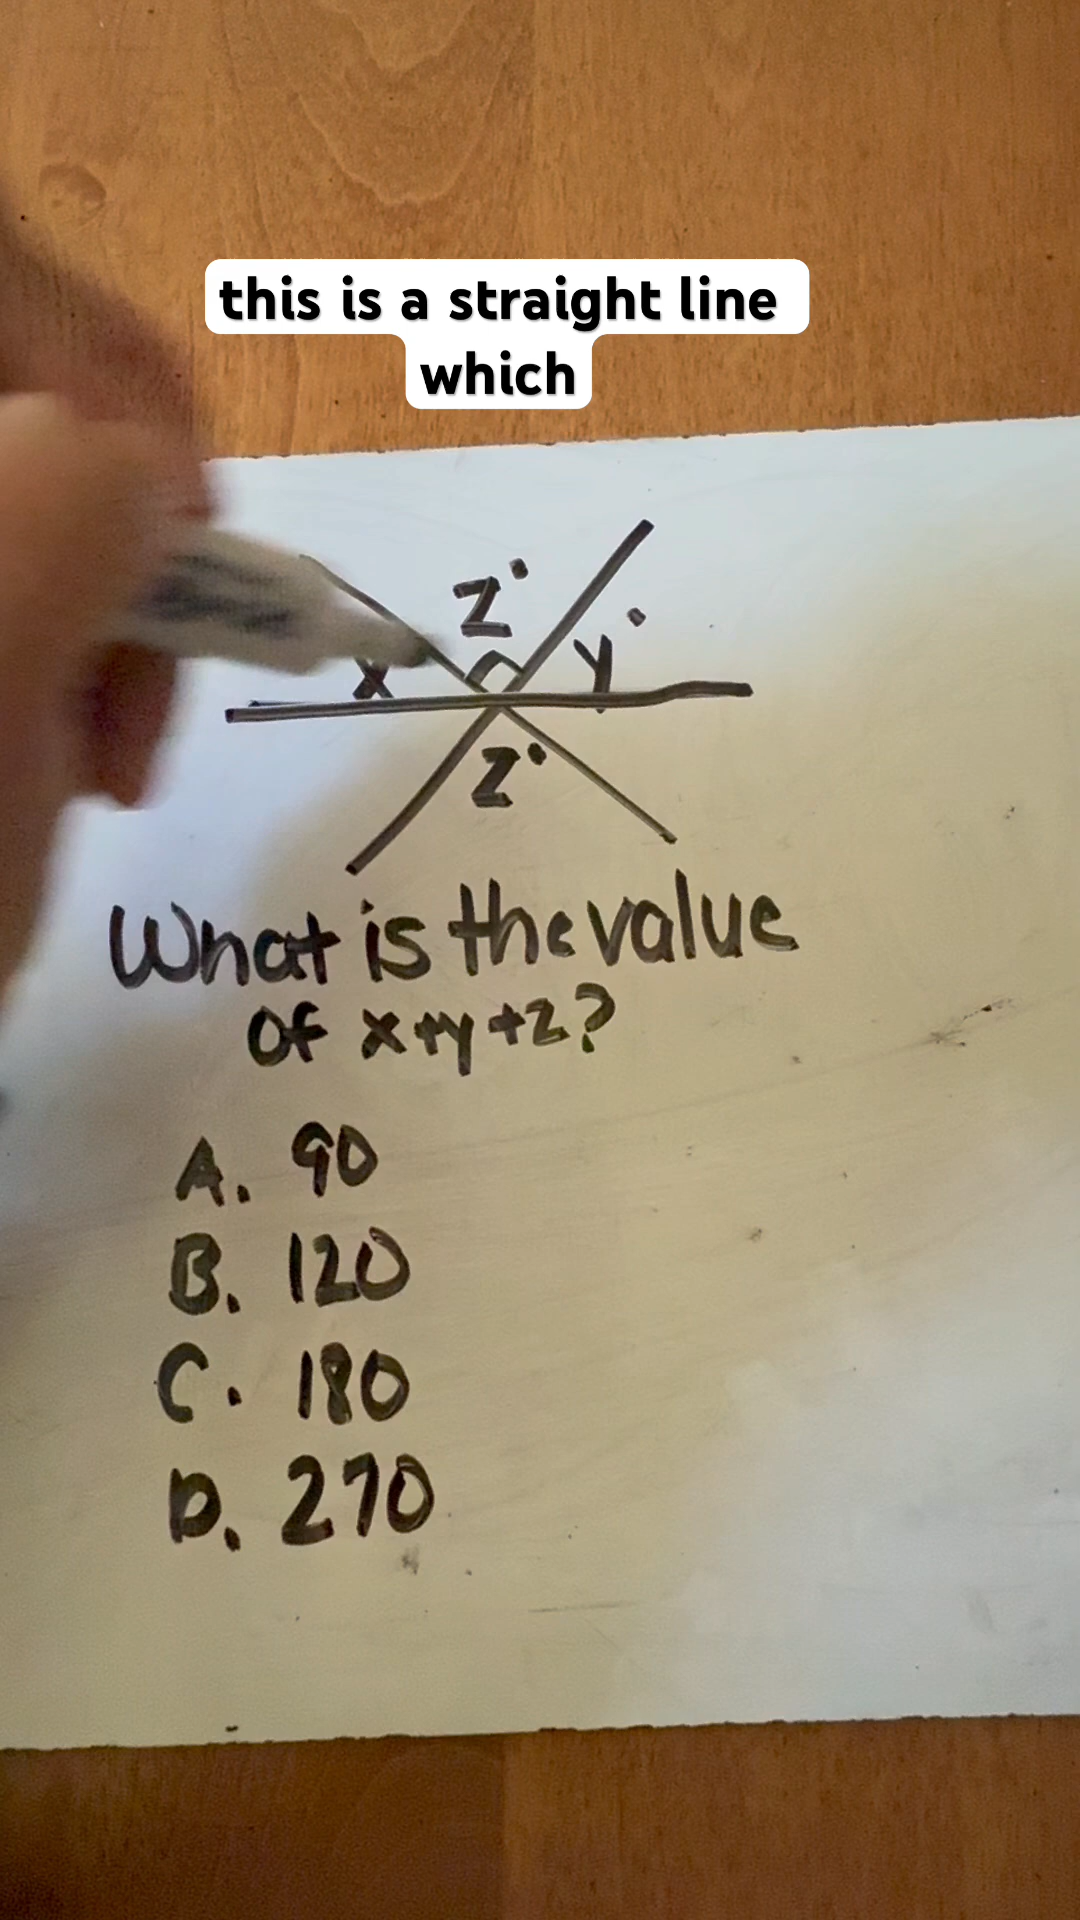 this is a straight line
which
z°
y°
x
z°
What is the value
of x+y+z?
A. 90
B. 120
C. 180
D. 270